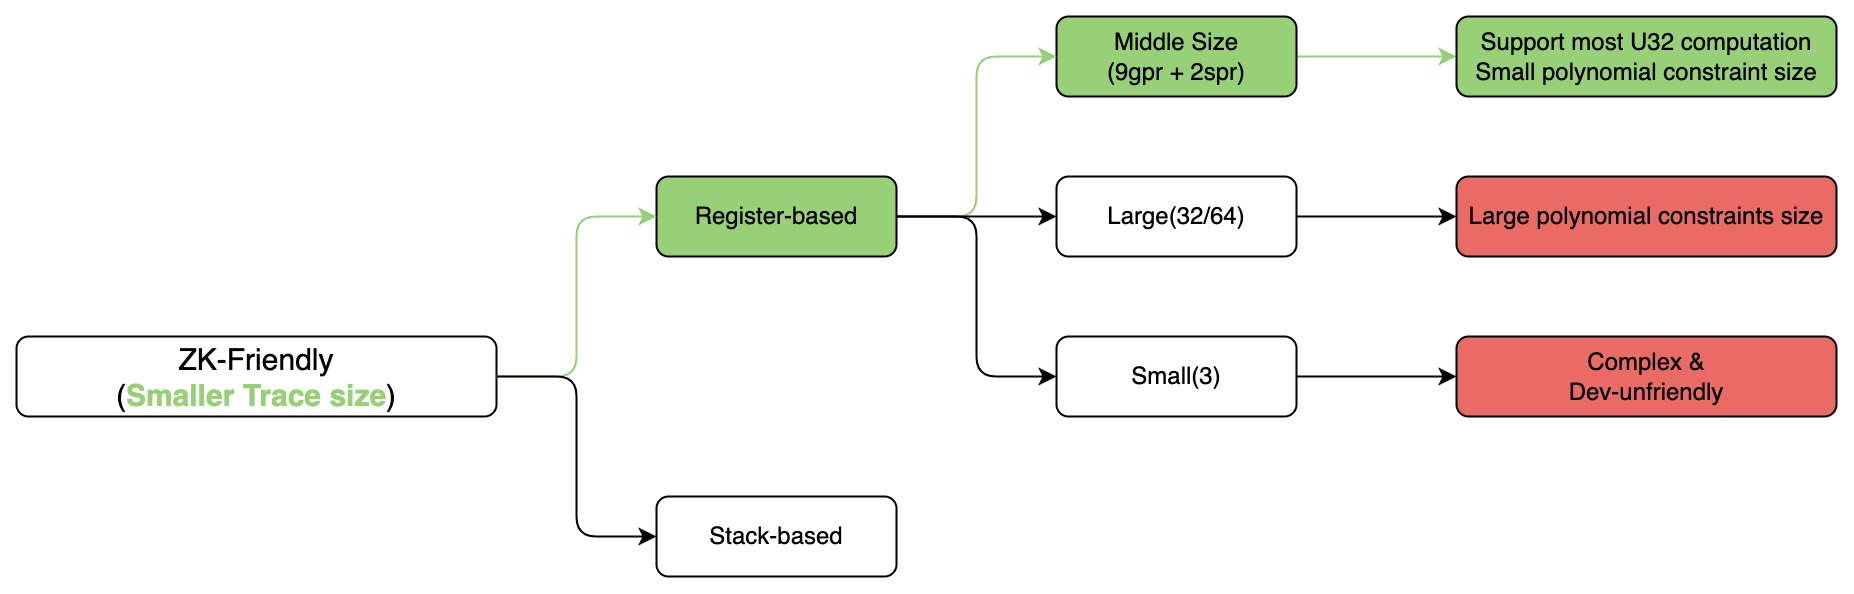 Middle Size
(9gpr + 2spr)
Support most U32 computation
Small polynomial constraint size
Register-based
Large(32/64)
Large polynomial constraints size
ZK-Friendly
(Smaller Trace size)
Small(3)
Complex &
Dev-unfriendly
Stack-based